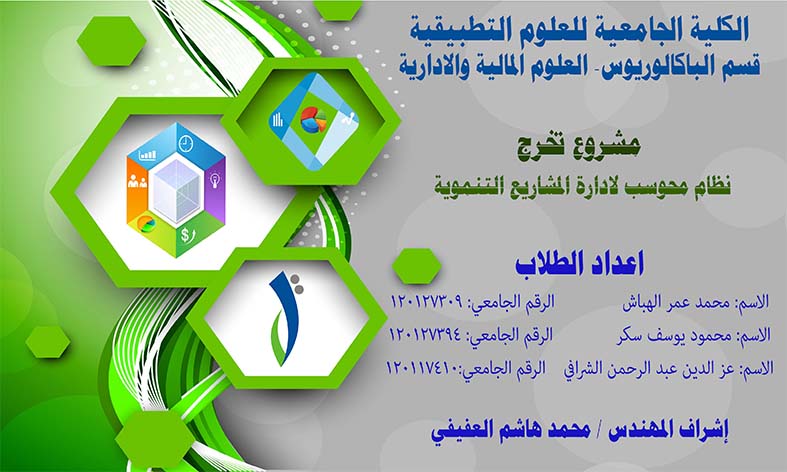 الكلية الجامعية للعلوم التطبيقية
قسم الباكالوريوس- العلوم المالية والادارية
مشروع تخرج
نظام محوسب لادارة المشاريع التنموية
اعداد الطلاب
الاسم: محمد عمر الهباش الرقم الجامعي: ١٢٠١٢٧٣٠٩
الاسم: محمود يوسف سكر الرقم الجامعي: ١٢٠١٢٧٣٩٤
الاسم: عز الدين عبد الرحمن الشرافي الرقم الجامعي:١٢٠١١٧٤١٠
إشراف المهندس / محمد هاشم العفيفي
$